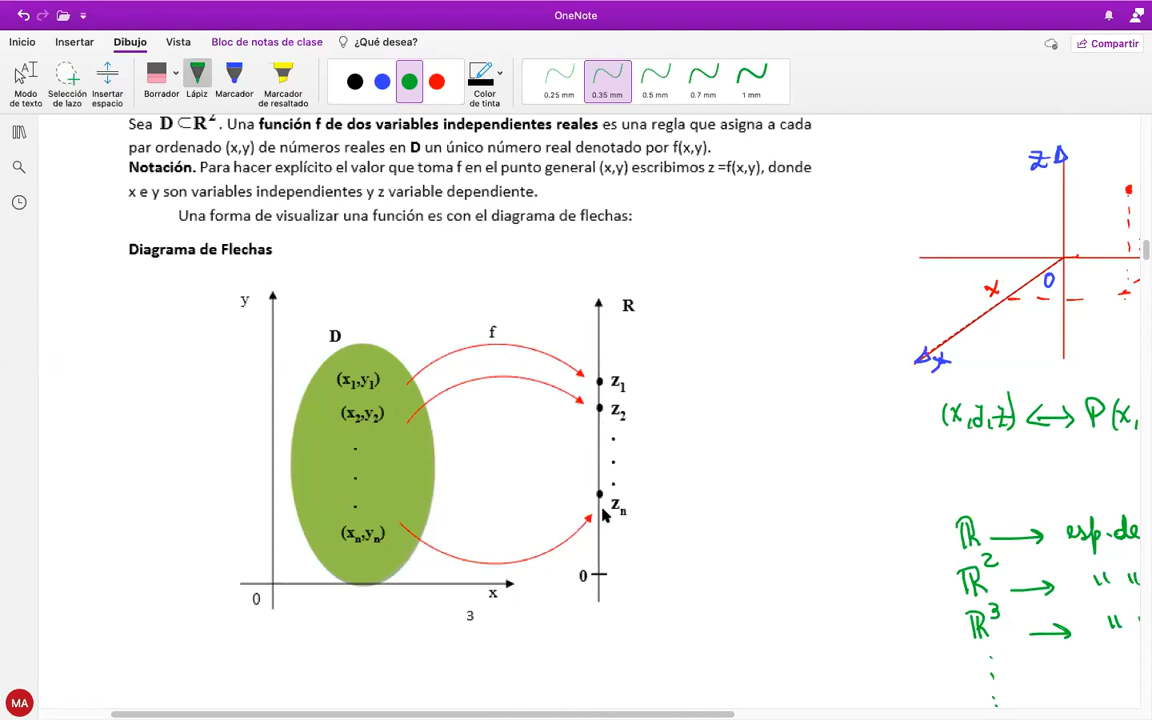 OneNote
Inicio Insertar Dibujo Vista Bloc de notas de clase ¿Qué desea? Compartir
Modo de texto Selección de lazo Insertar espacio Borrador Lápiz Marcador Marcador de resaltado Color de tinta 0.25 mm 0.35 mm 0.5 mm 0.7 mm 1 mm
Sea D ⊂R². Una función f de dos variables independientes reales es una regla que asigna a cada
par ordenado (x,y) de números reales en D un único número real denotado por f(x,y).
Notación. Para hacer explícito el valor que toma f en el punto general (x,y) escribimos z =f(x,y), donde
x e y son variables independientes y z variable dependiente.
Una forma de visualizar una función es con el diagrama de flechas:
Diagrama de Flechas
y
D
f
R
(x₁,y₁)
z₁
(x₂,y₂)
z₂
.
.
.
.
.
.
zₙ
(xₙ,yₙ)
0
x
0
3
z
x
0
(x,y,z) ⟷ P(x,
ℝ ⟶ esp. de
ℝ² ⟶ " "
ℝ³ ⟶ "
.
.
.
MA